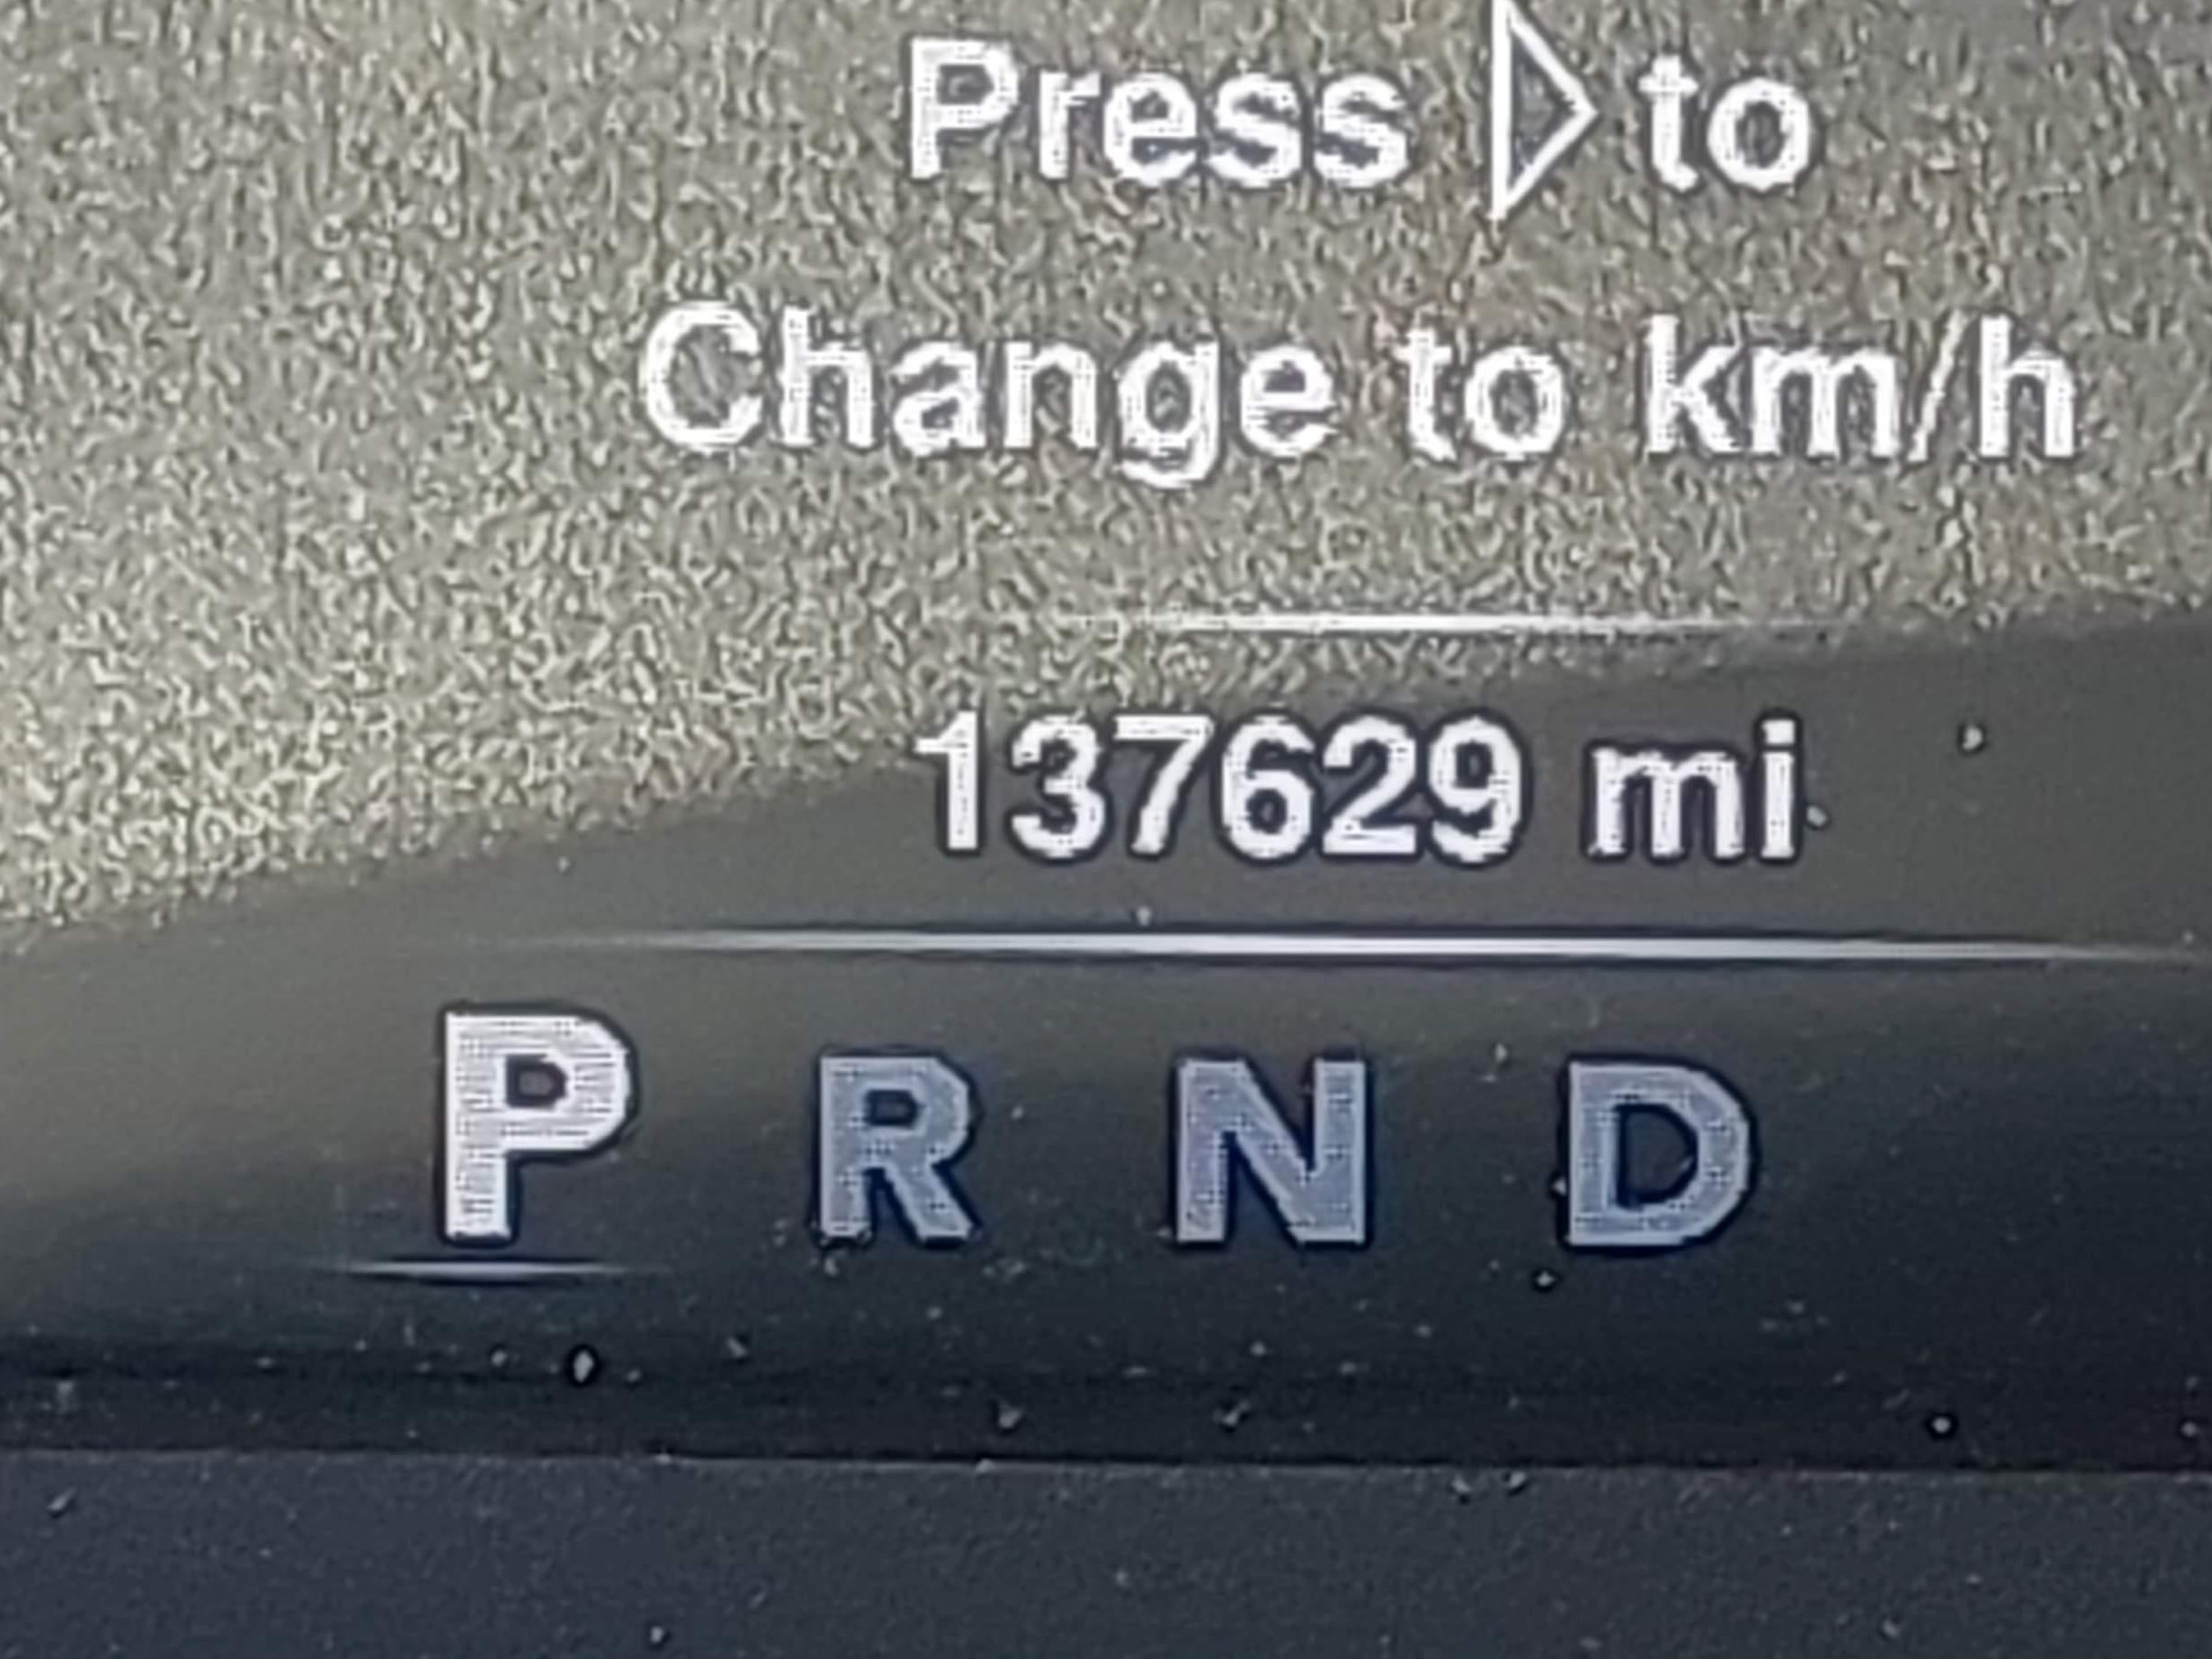 Press ▷ to
Change to km/h
137629 mi
P R N D